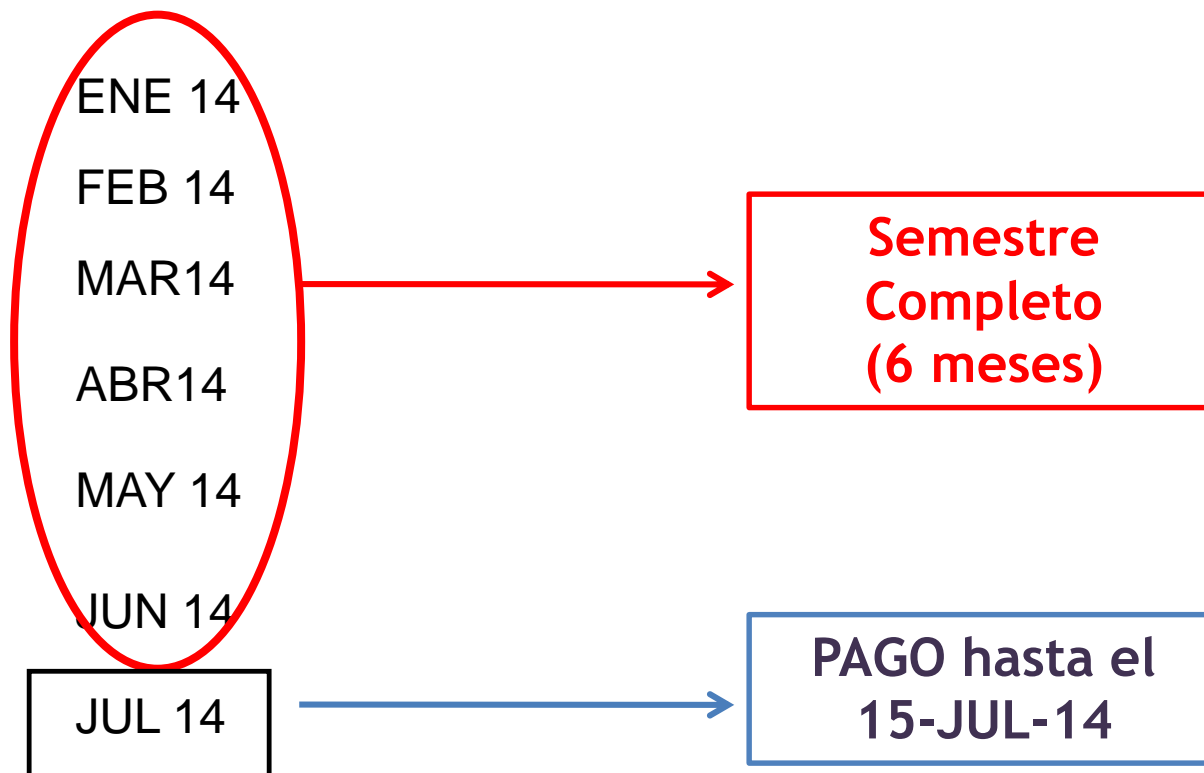 ENE 14
FEB 14
MAR14
ABR14
MAY 14
JUN 14
JUL 14
Semestre
Completo
(6 meses)
PAGO hasta el
15-JUL-14